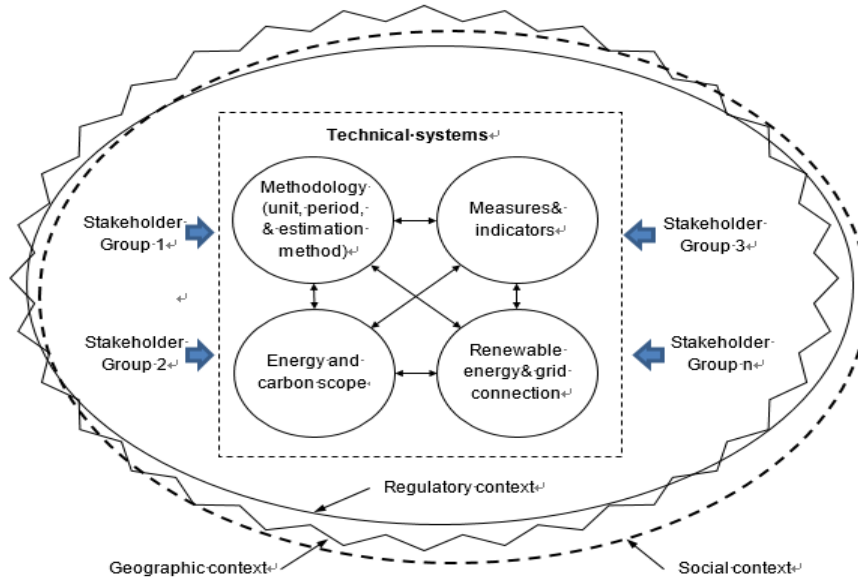 Technical systems
Methodology
(unit, period,
& estimation
method)
Measures&
indicators
Stakeholder
Group 1
Stakeholder
Group 3
Stakeholder
Group 2
Energy and
carbon scope
Renewable
energy& grid
connection
Stakeholder
Group n
Regulatory context
Geographic context
Social context